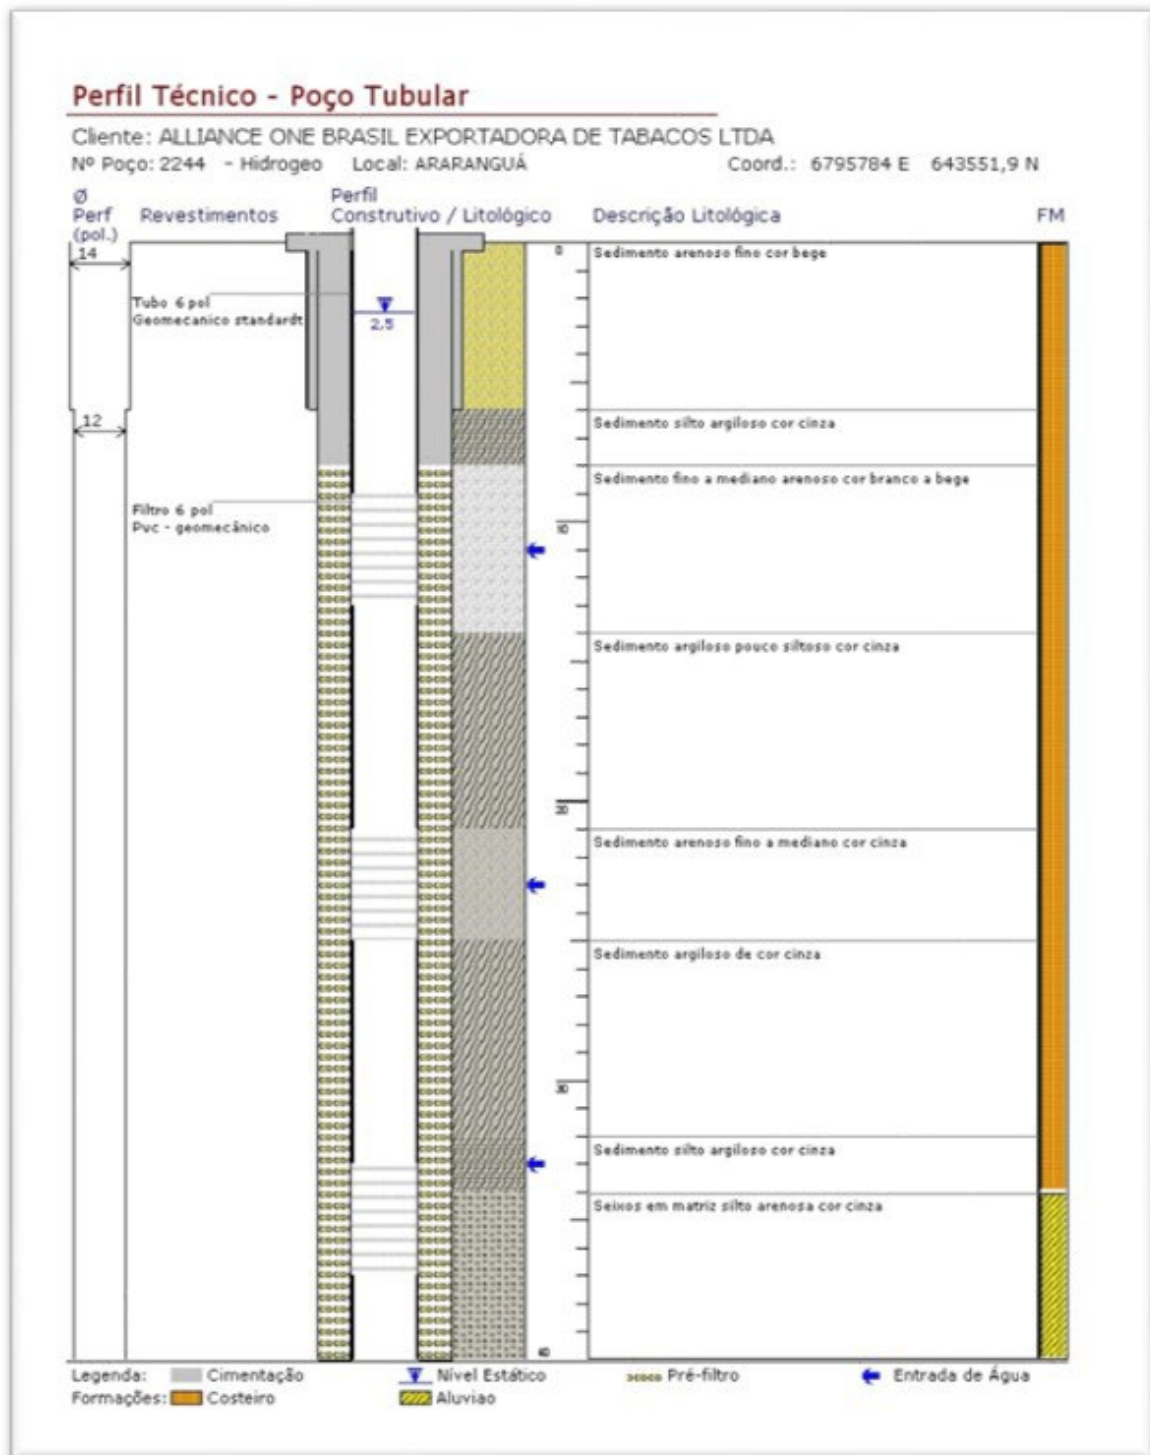 Perfil Técnico - Poço Tubular
Cliente: ALLIANCE ONE BRASIL EXPORTADORA DE TABACOS LTDA
Nº Poço: 2244 - Hidrogeo Local: ARARANGUÁ Coord.: 6795784 E 643551,9 N
Ø Perf (pol.) Revestimentos Perfil Construtivo / Litológico Descrição Litológica FM
14
0
Sedimento arenoso fino cor bege
Tubo 6 pol
Geomecanico standardt
2,5
12
Sedimento silto argiloso cor cinza
Sedimento fino a mediano arenoso cor branco a bege
Filtro 6 pol
Pvc - geomecânico
Sedimento argiloso pouco siltoso cor cinza
Sedimento arenoso fino a mediano cor cinza
Sedimento argiloso de cor cinza
Sedimento silto argiloso cor cinza
Seixos em matriz silto arenosa cor cinza
Legenda: Cimentação Nível Estático Pré-filtro Entrada de Água
Formações: Costeiro Aluviao